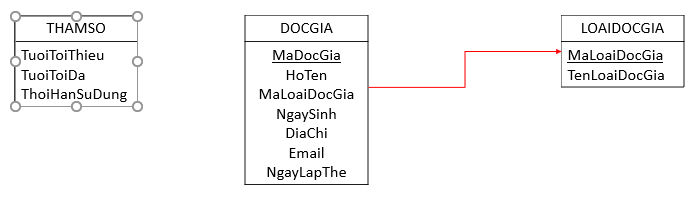 THAMSO
TuoiToiThieu
TuoiToiDa
ThoiHanSuDung
DOCGIA
MaDocGia
HoTen
MaLoaiDocGia
NgaySinh
DiaChi
Email
NgayLapThe
LOAIDOCGIA
MaLoaiDocGia
TenLoaiDocGia